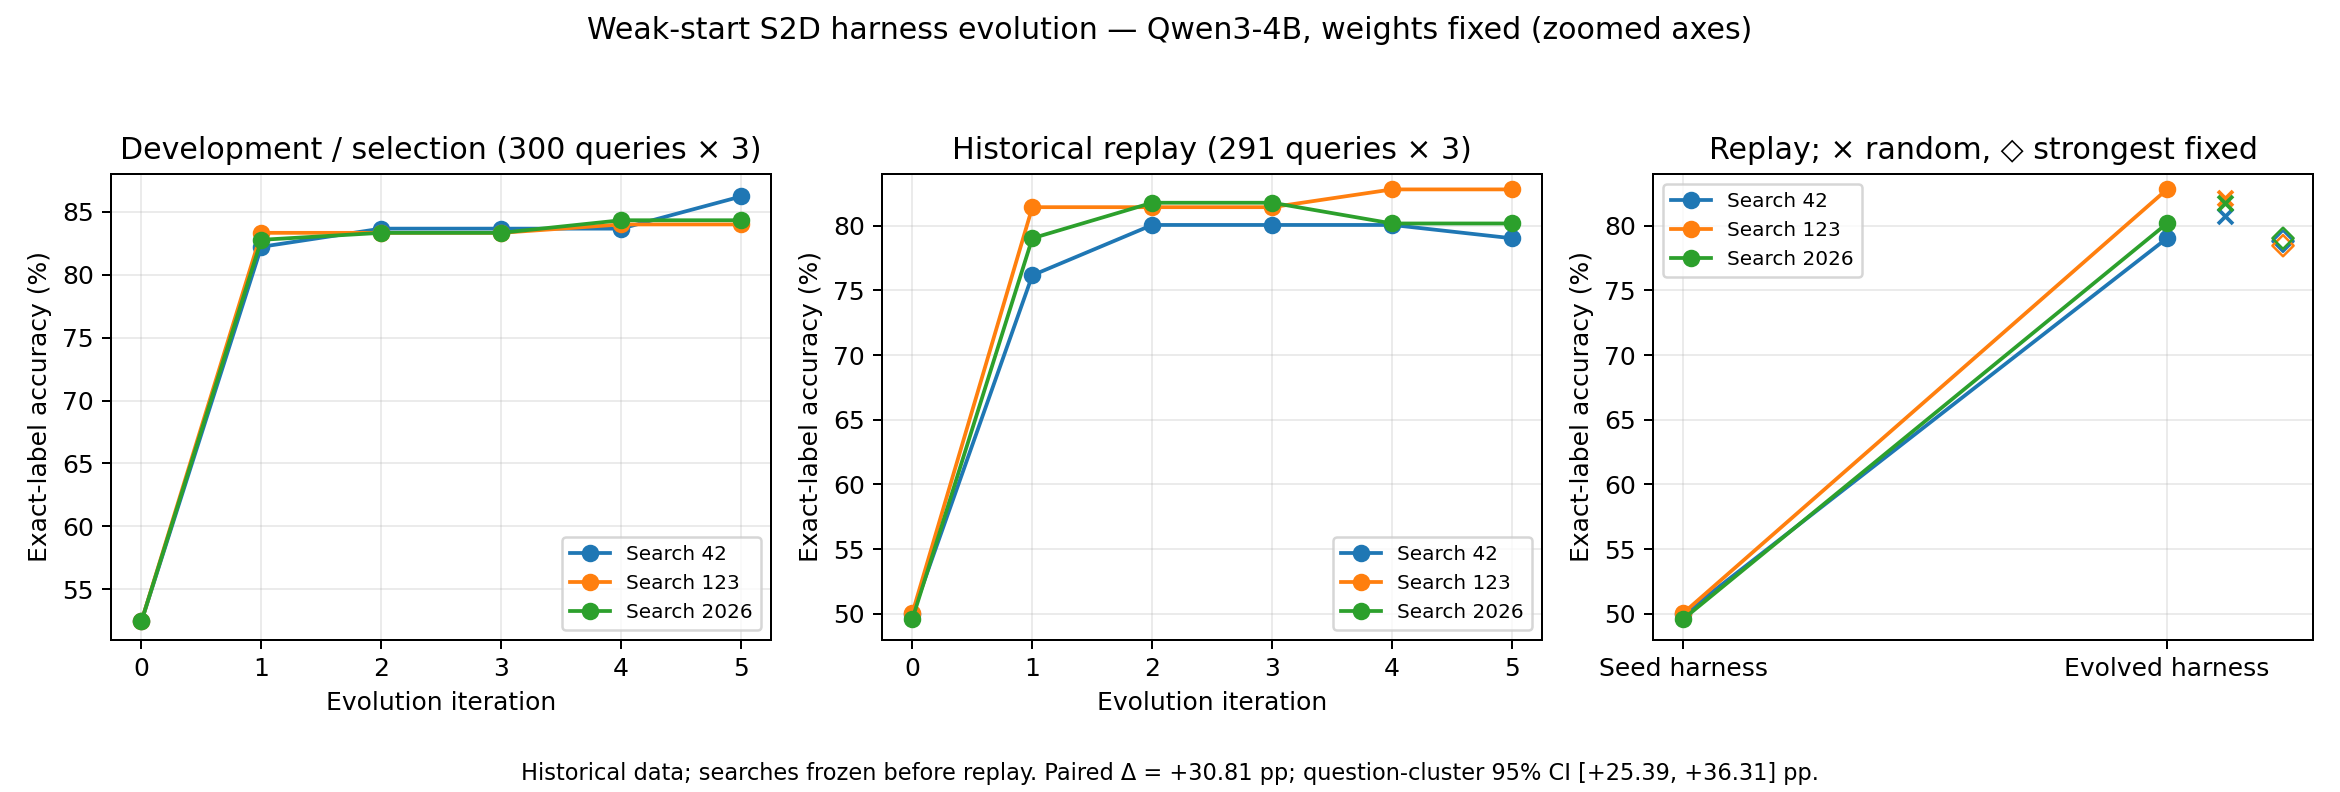 Weak-start S2D harness evolution — Qwen3-4B, weights fixed (zoomed axes)
Development / selection (300 queries × 3)
Exact-label accuracy (%)
85
80
75
70
65
60
55
0 1 2 3 4 5
Evolution iteration
Search 42
Search 123
Search 2026
Historical replay (291 queries × 3)
Exact-label accuracy (%)
80
75
70
65
60
55
50
0 1 2 3 4 5
Evolution iteration
Search 42
Search 123
Search 2026
Replay; × random, ◇ strongest fixed
Exact-label accuracy (%)
80
75
70
65
60
55
50
Seed harness Evolved harness
Search 42
Search 123
Search 2026
Historical data; searches frozen before replay. Paired Δ = +30.81 pp; question-cluster 95% CI [+25.39, +36.31] pp.